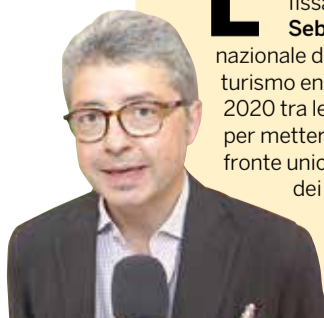 fissa
Seb
nazionale d
turismo en
2020 tra le
per metter
fronte unic
dei